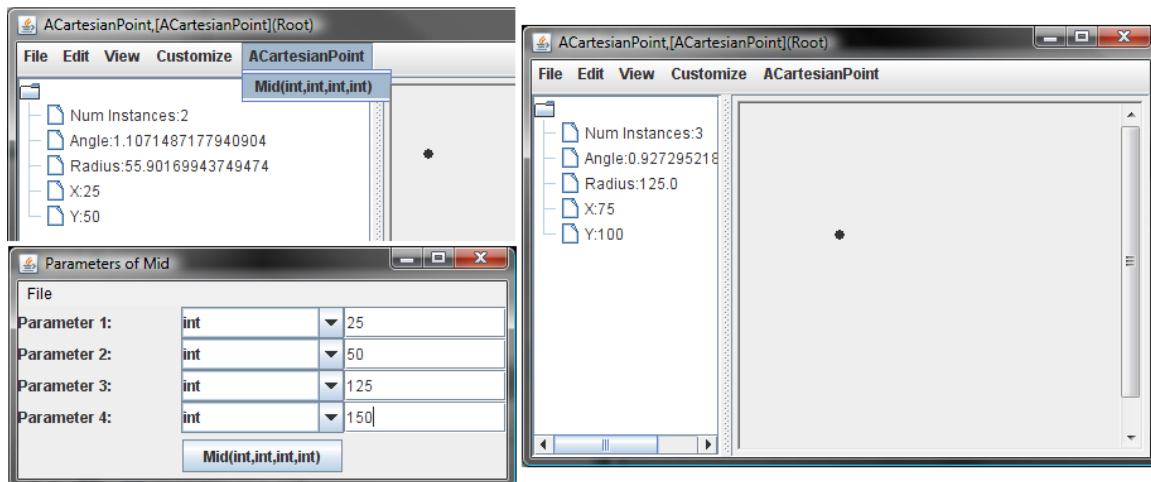 ACartesianPoint,[ACartesianPoint](Root)
File Edit View Customize ACartesianPoint
Mid(int,int,int,int)
Num Instances:2
Angle:1.1071487177940904
Radius:55.90169943749474
X:25
Y:50
Parameters of Mid
File
Parameter 1: int 25
Parameter 2: int 50
Parameter 3: int 125
Parameter 4: int 150
Mid(int,int,int,int)
ACartesianPoint,[ACartesianPoint](Root)
File Edit View Customize ACartesianPoint
Num Instances:3
Angle:0.927295218
Radius:125.0
X:75
Y:100